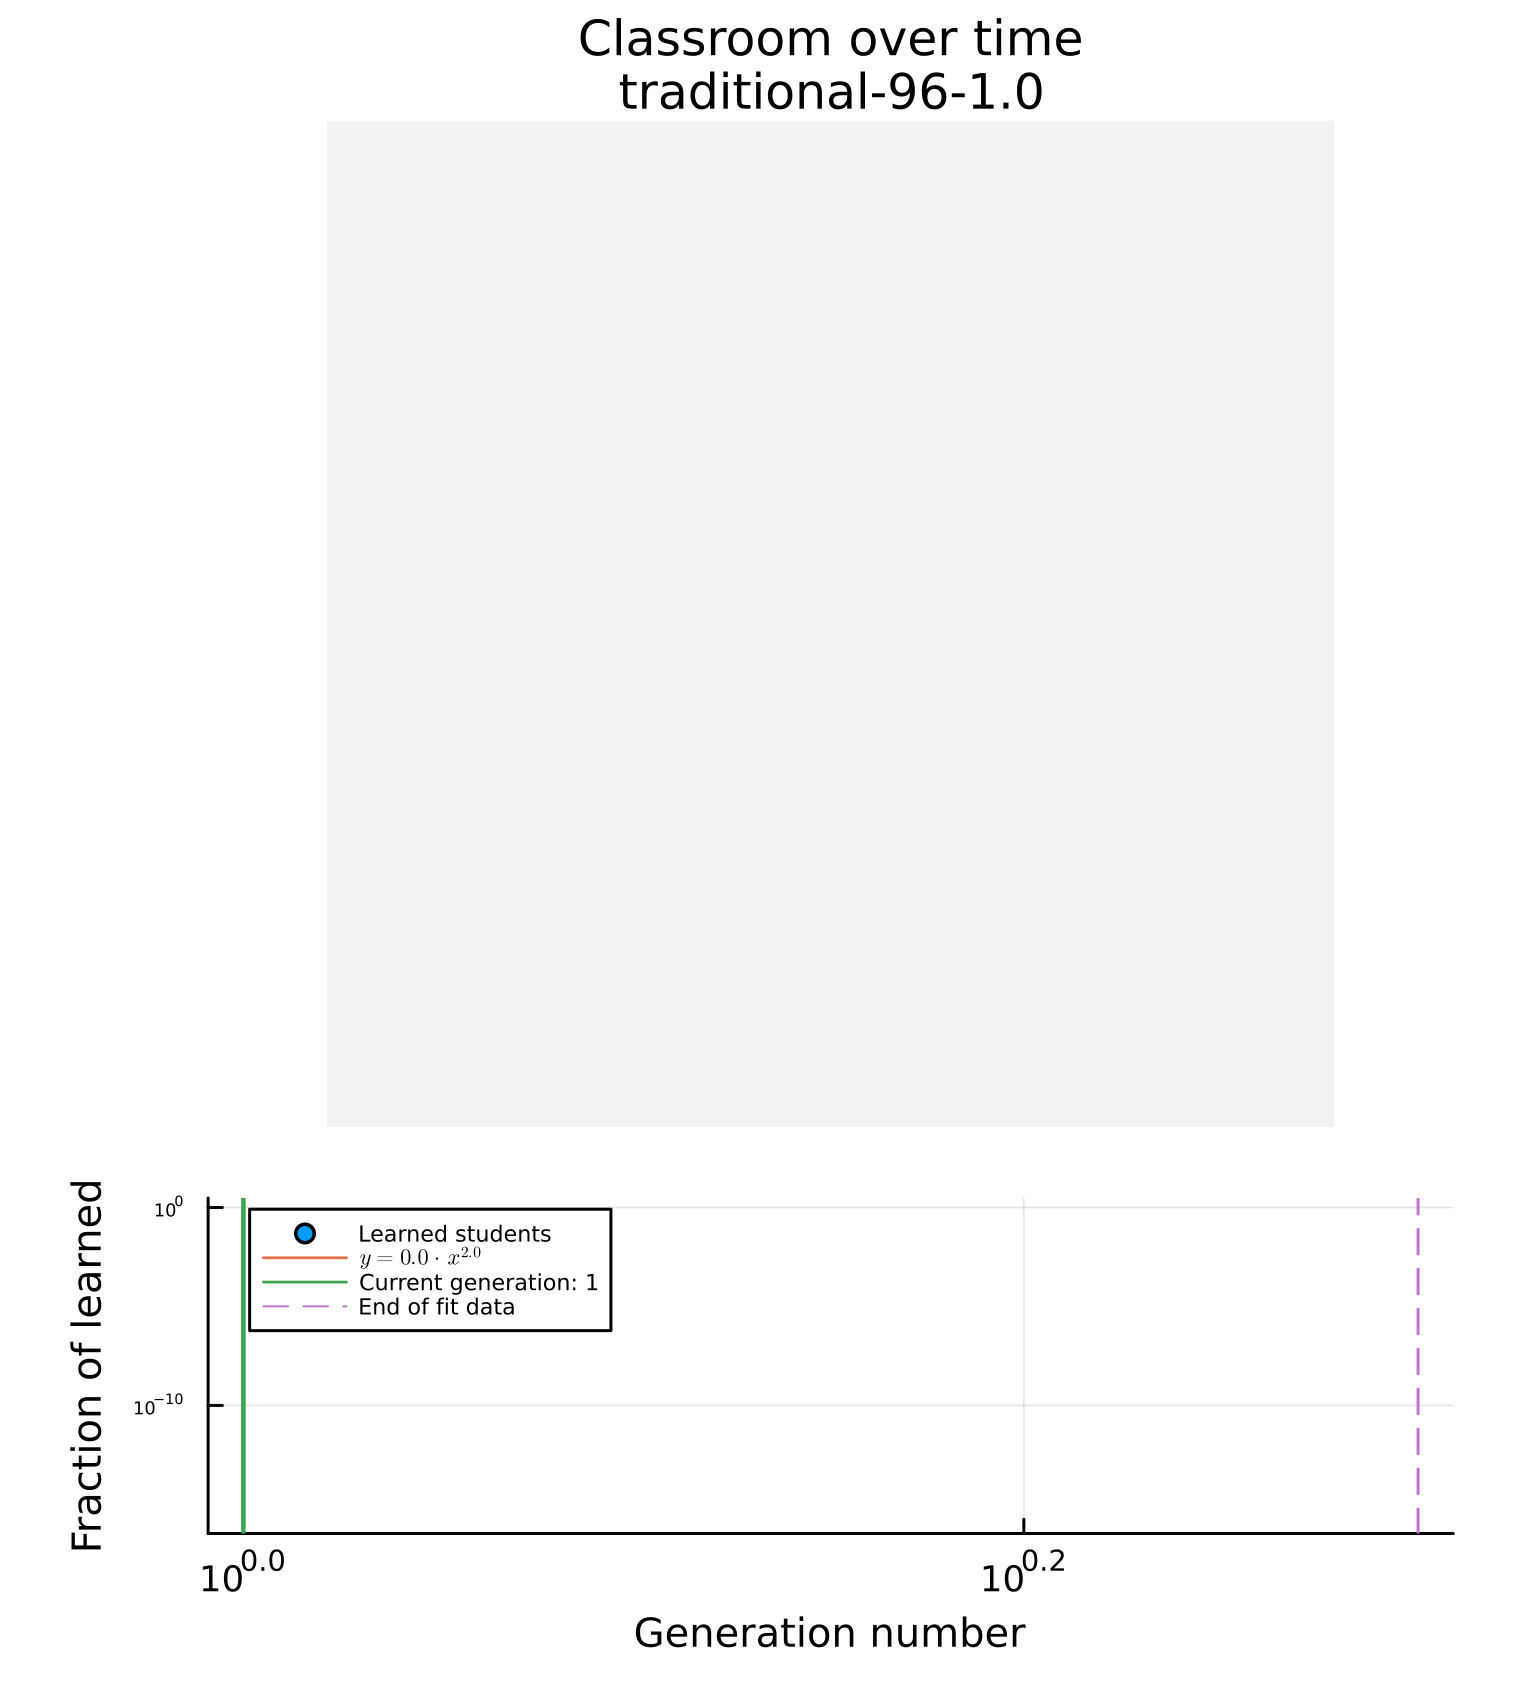 Classroom over time
traditional-96-1.0
Fraction of learned
10^0
10^−10
Learned students
y = 0.0 · x^2.0
Current generation: 1
End of fit data
10^0.0
10^0.2
Generation number